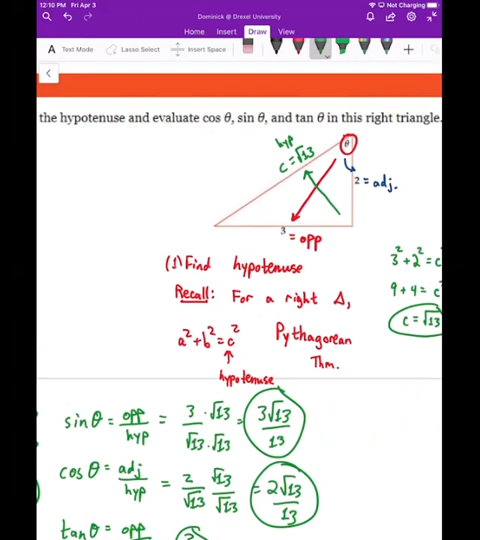 12:10 PM Fri Apr 3
Not Charging
Dominick @ Drexel University
Home Insert Draw View
A Text Mode Lasso Select Insert Space
the hypotenuse and evaluate cos θ, sin θ, and tan θ in this right triangle.
hyp
c = √13
θ
2 = adj.
3
= opp
(1) Find hypotenuse
3² + 2² = c
Recall: For a right Δ,
9 + 4 = c²
c = √13
a² + b² = c² Pythagorean
Thm.
hypotenuse
sin θ = opp/hyp = 3 · √13 / √13 · √13 = 3√13/13
cos θ = adj/hyp = 2/√13 √13/√13 = 2√13/13
tan θ = opp